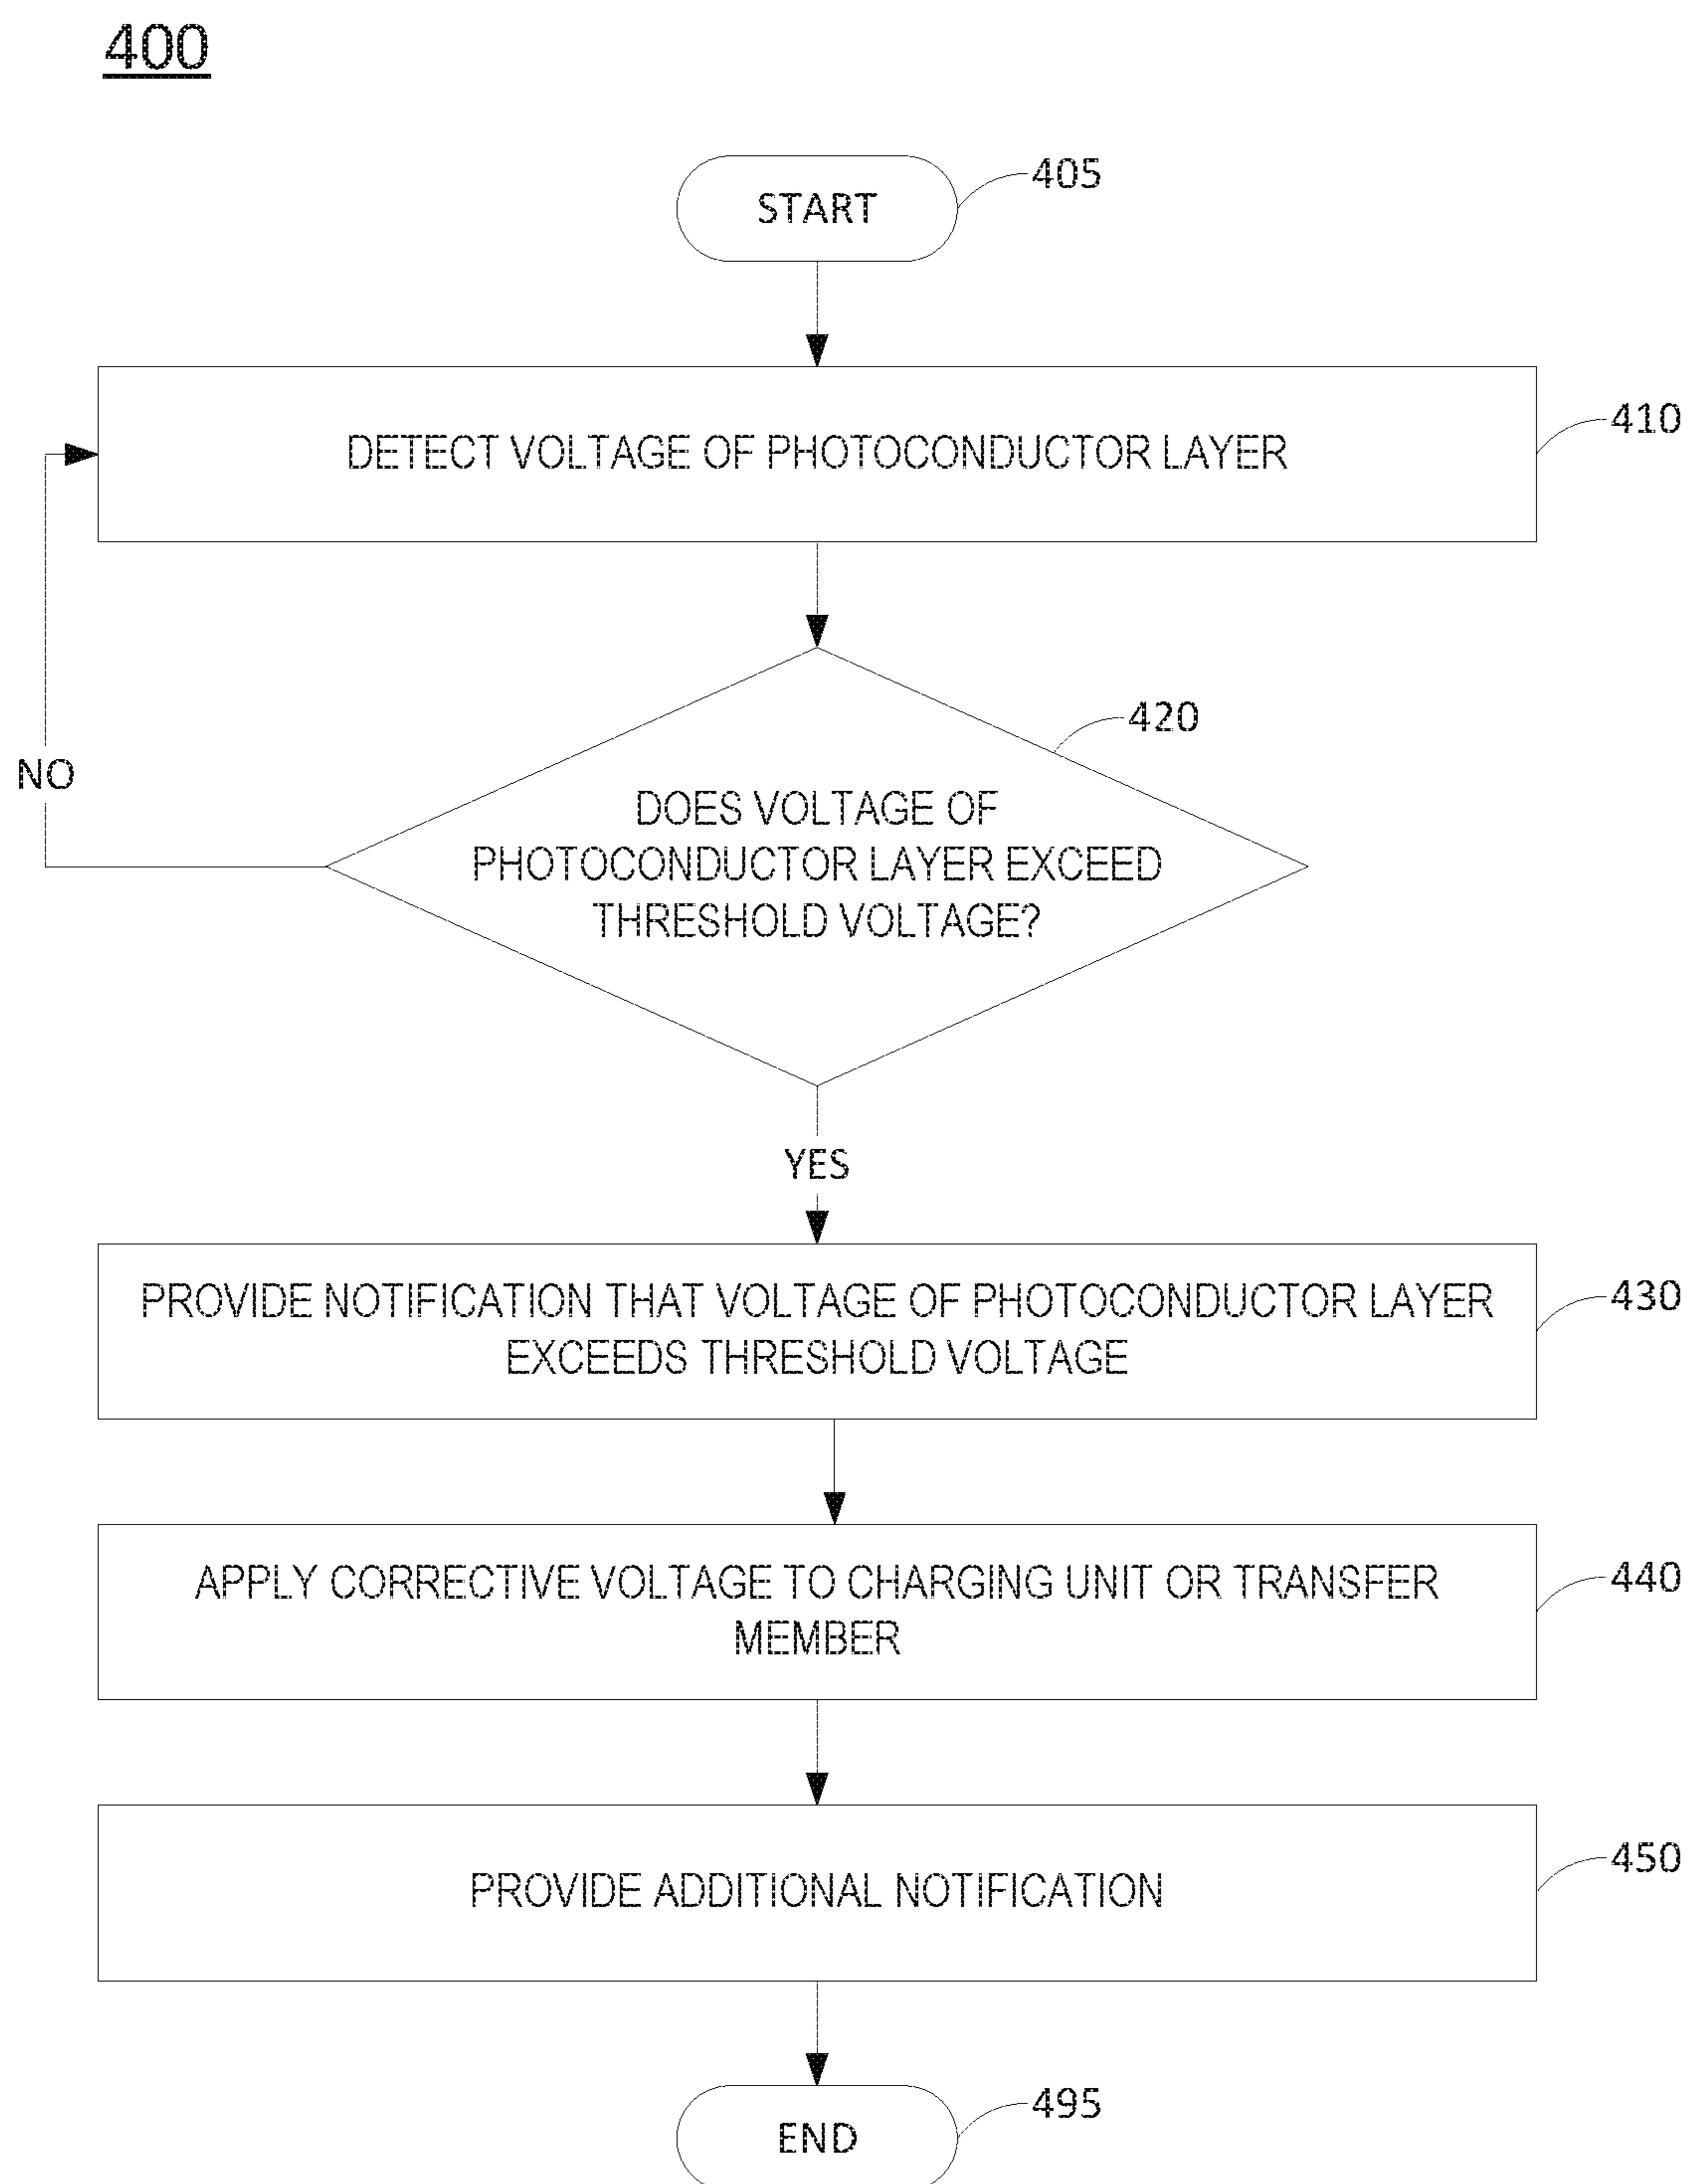 400
START
405
DETECT VOLTAGE OF PHOTOCONDUCTOR LAYER
410
420
DOES VOLTAGE OF
PHOTOCONDUCTOR LAYER EXCEED
THRESHOLD VOLTAGE?
NO
YES
PROVIDE NOTIFICATION THAT VOLTAGE OF PHOTOCONDUCTOR LAYER
EXCEEDS THRESHOLD VOLTAGE
430
APPLY CORRECTIVE VOLTAGE TO CHARGING UNIT OR TRANSFER
MEMBER
440
PROVIDE ADDITIONAL NOTIFICATION
450
END
495